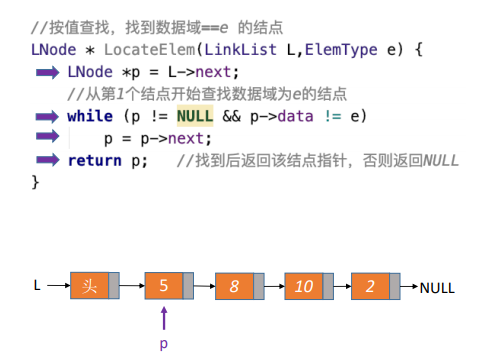 //按值查找，找到数据域==e 的结点
LNode * LocateElem(LinkList L,ElemType e) {
LNode *p = L->next;
//从第1个结点开始查找数据域为e的结点
while (p != NULL && p->data != e)
p = p->next;
return p; //找到后返回该结点指针，否则返回NULL
}
L 头 5 8 10 2 NULL
p